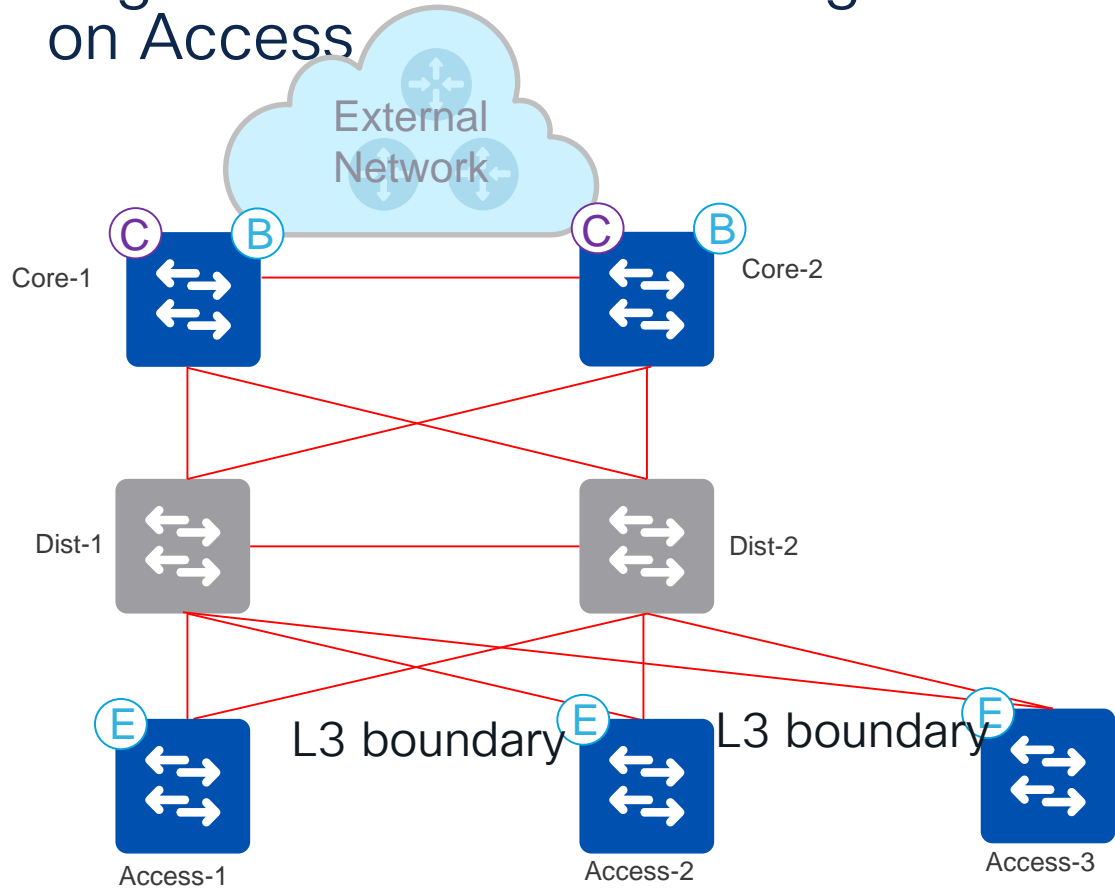 on Access
External
Network
C
B
C
B
Core-1
Core-2
Dist-1
Dist-2
E
E
E
L3 boundary
L3 boundary
Access-1
Access-2
Access-3